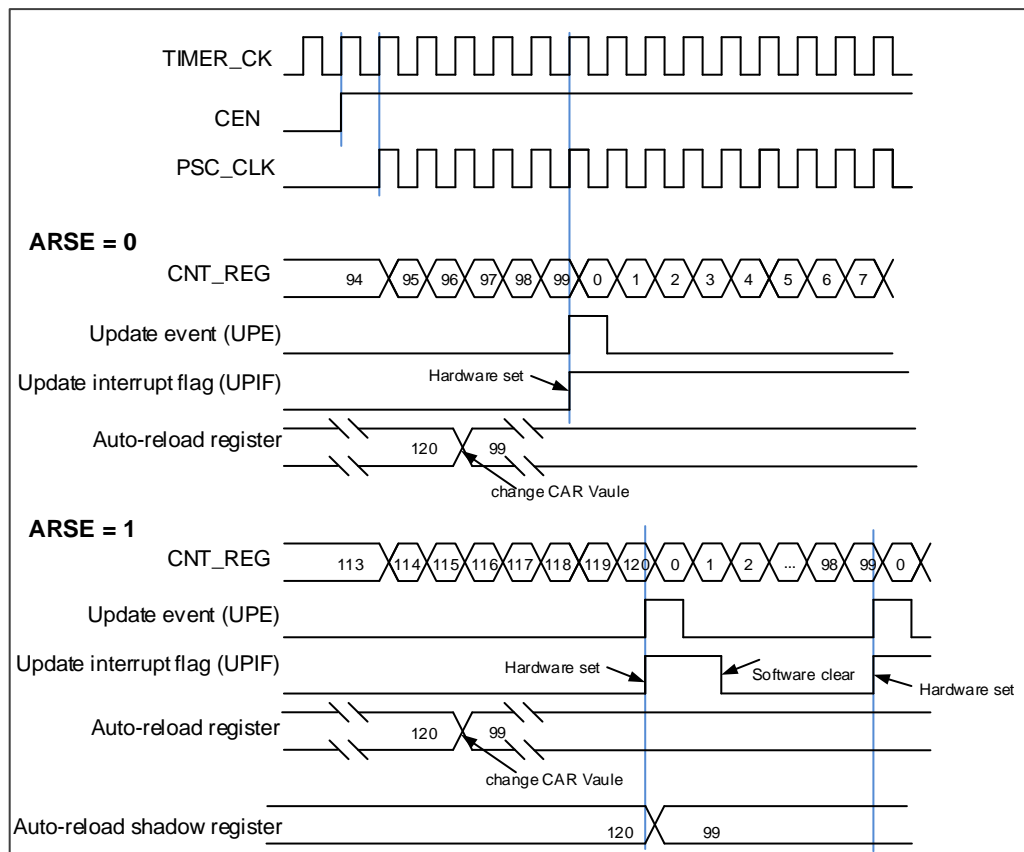 TIMER_CK
CEN
PSC_CLK
ARSE = 0
CNT_REG 94 95 96 97 98 99 0 1 2 3 4 5 6 7
Update event (UPE)
Update interrupt flag (UPIF) Hardware set
Auto-reload register 120 99
change CAR Vaule
ARSE = 1
CNT_REG 113 114 115 116 117 118 119 120 0 1 2 ... 98 99 0
Update event (UPE)
Update interrupt flag (UPIF) Hardware set Software clear Hardware set
Auto-reload register 120 99
change CAR Vaule
Auto-reload shadow register 120 99